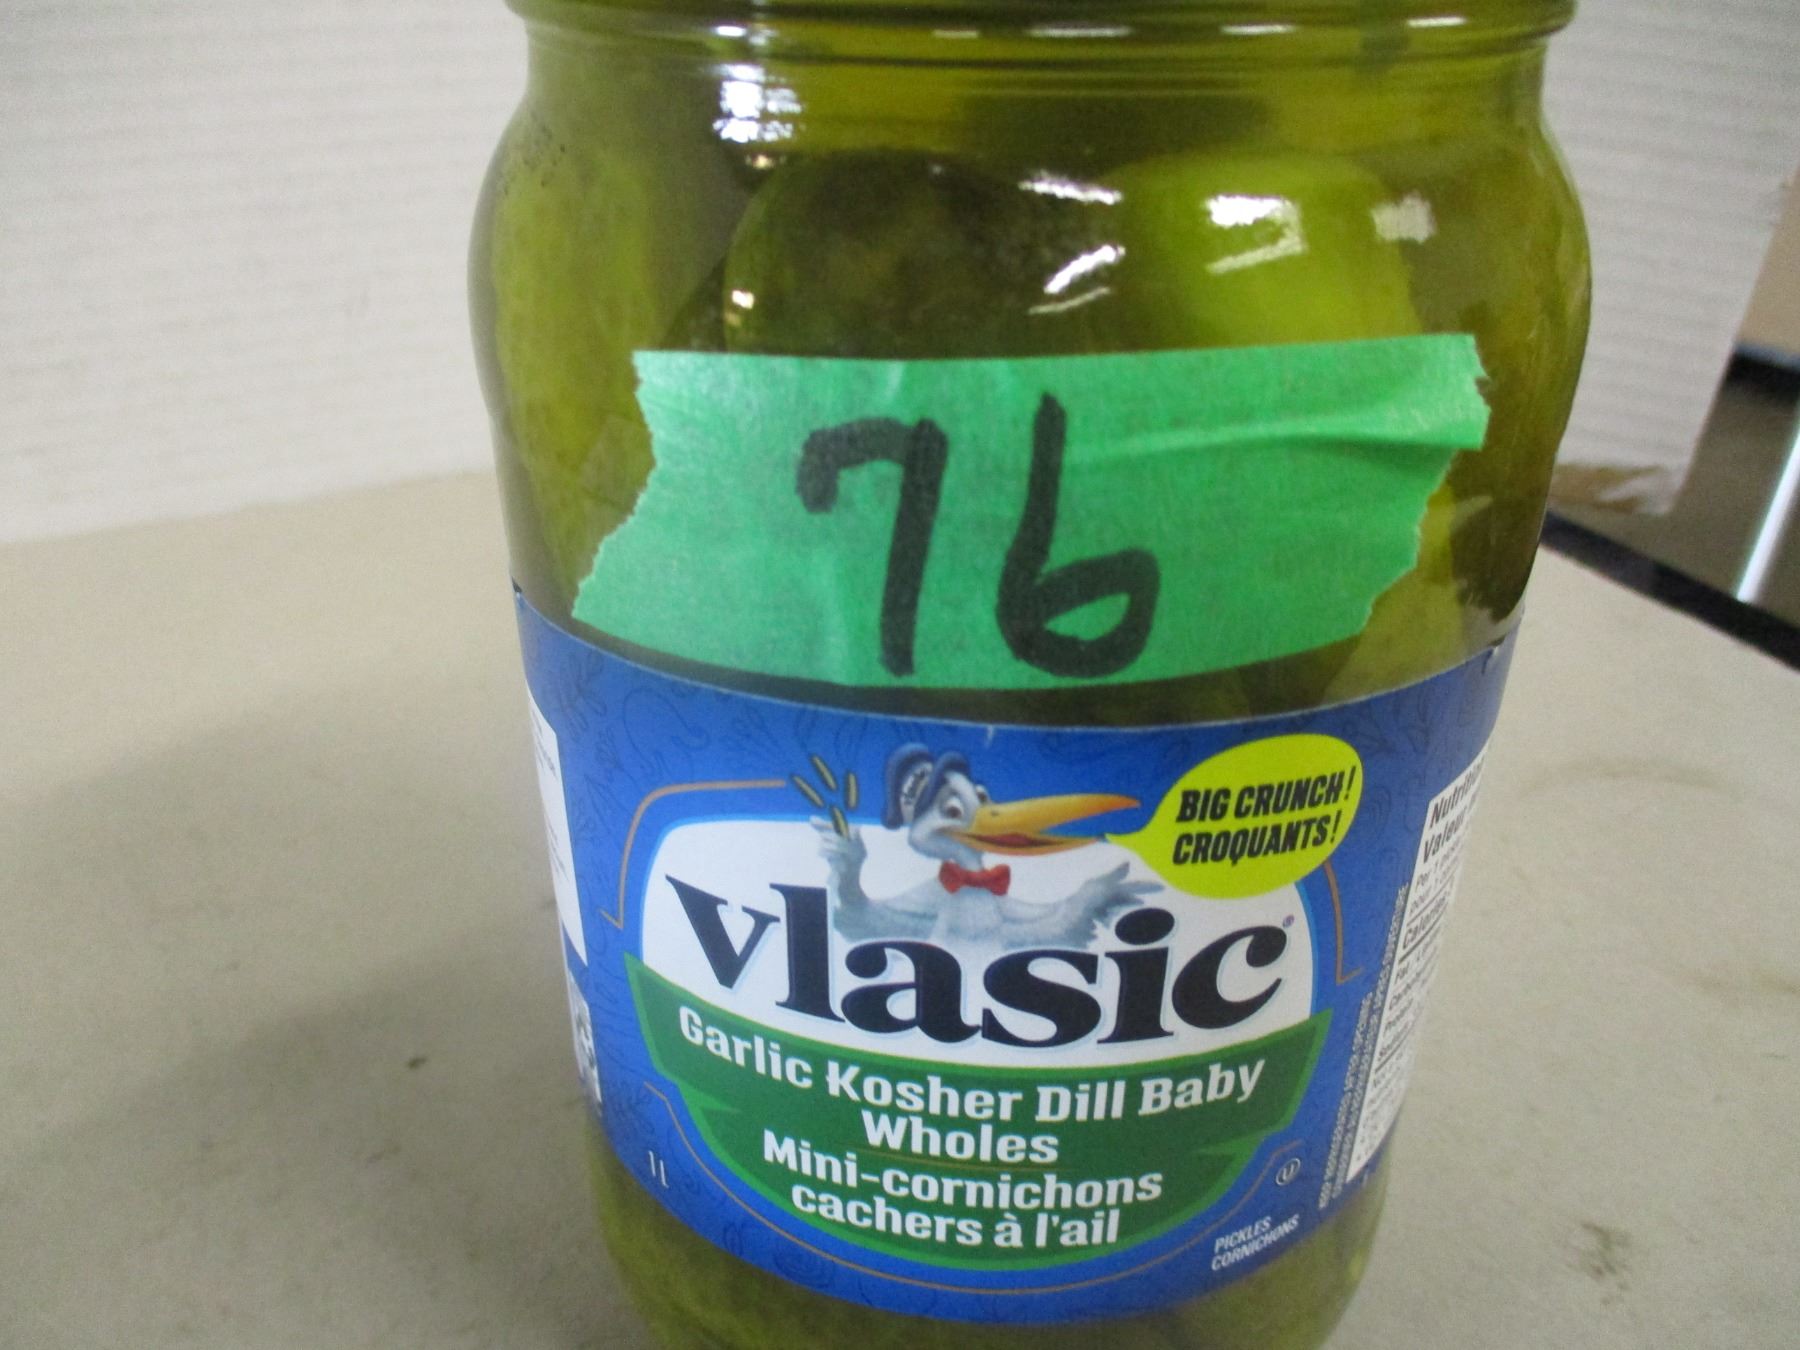 76
BIG CRUNCH!
CROQUANTS!
vlasic®
Garlic Kosher Dill Baby
Wholes
Mini-cornichons
cachers à l'ail
1L
U
PICKLES
CORNICHONS